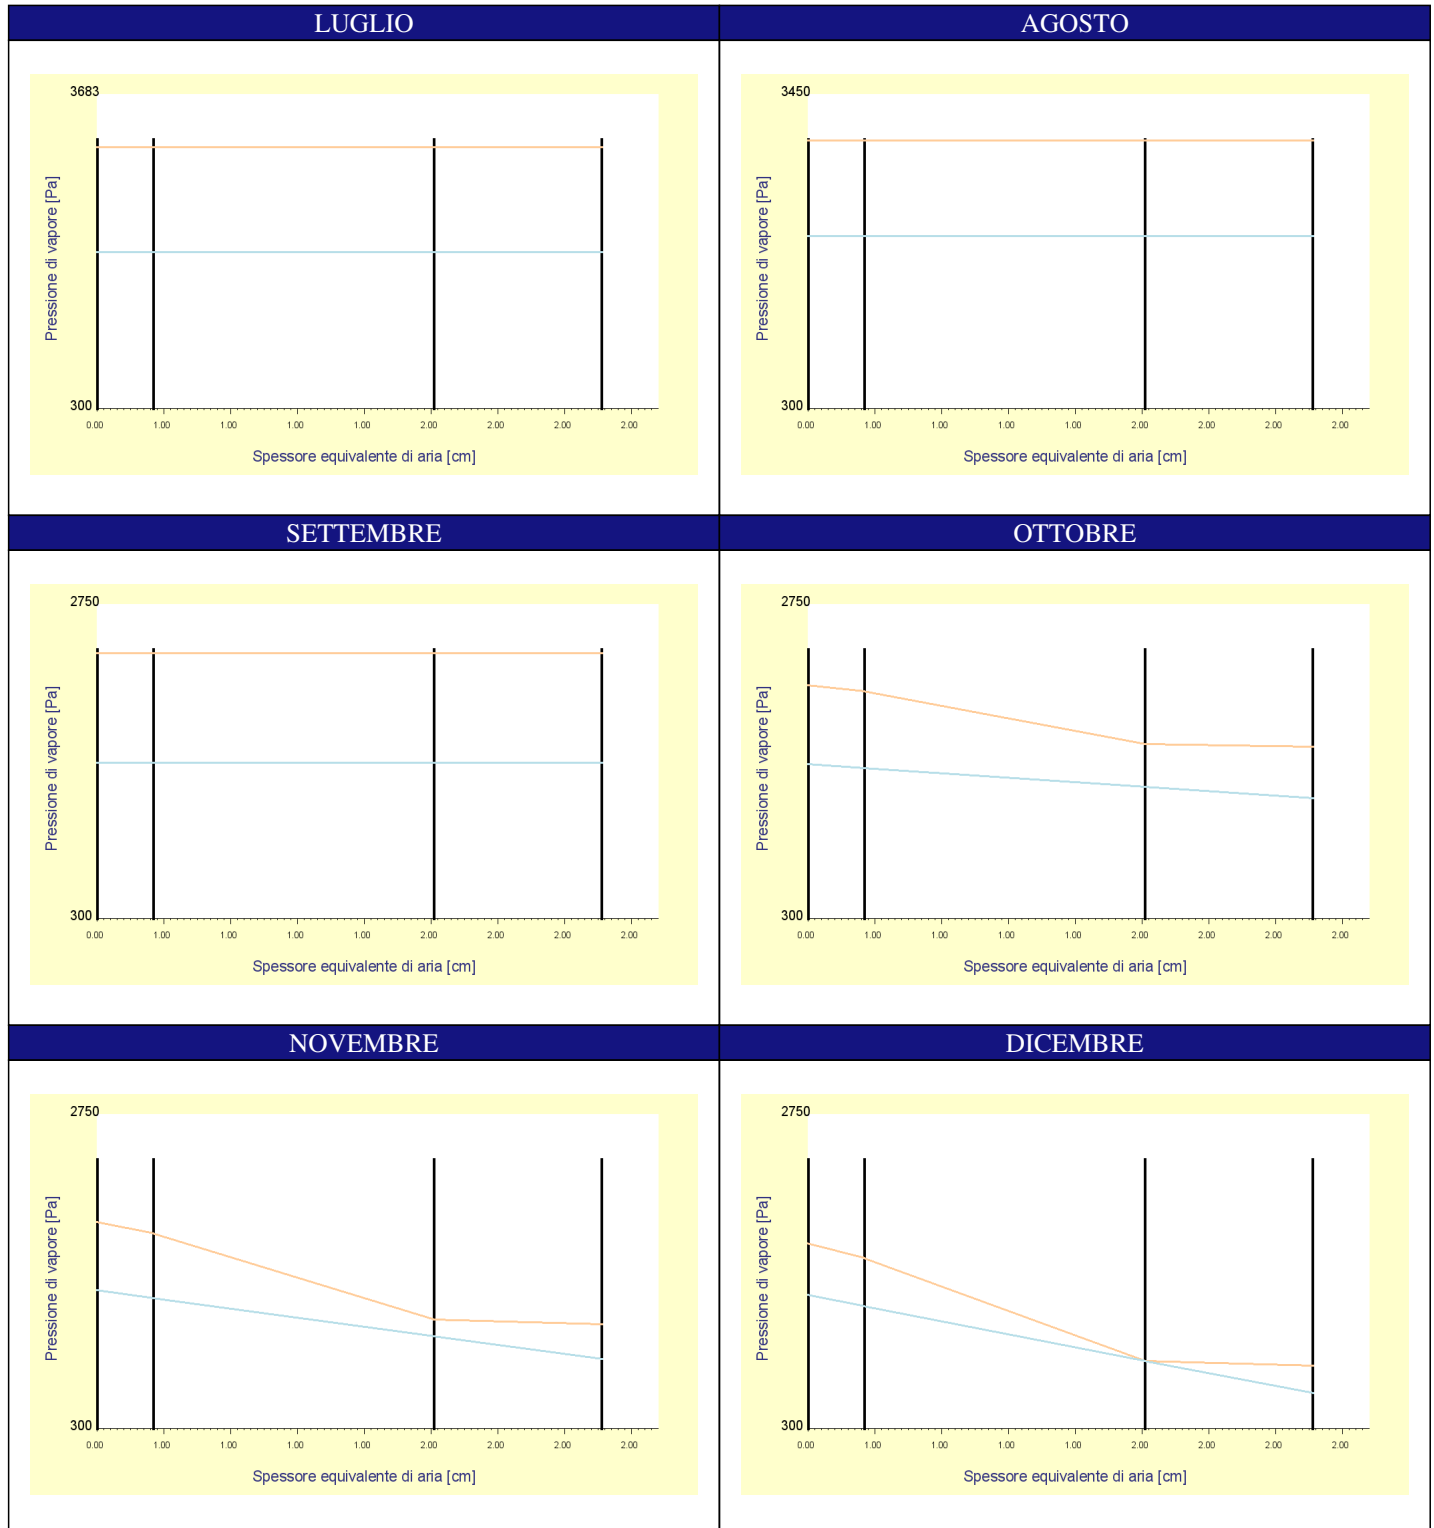 LUGLIO
3683
Pressione di vapore [Pa]
300
0.00 1.00 1.00 1.00 1.00 2.00 2.00 2.00 2.00
Spessore equivalente di aria [cm]
AGOSTO
3450
Pressione di vapore [Pa]
300
0.00 1.00 1.00 1.00 1.00 2.00 2.00 2.00 2.00
Spessore equivalente di aria [cm]
SETTEMBRE
2750
Pressione di vapore [Pa]
300
0.00 1.00 1.00 1.00 1.00 2.00 2.00 2.00 2.00
Spessore equivalente di aria [cm]
OTTOBRE
2750
Pressione di vapore [Pa]
300
0.00 1.00 1.00 1.00 1.00 2.00 2.00 2.00 2.00
Spessore equivalente di aria [cm]
NOVEMBRE
2750
Pressione di vapore [Pa]
300
0.00 1.00 1.00 1.00 1.00 2.00 2.00 2.00 2.00
Spessore equivalente di aria [cm]
DICEMBRE
2750
Pressione di vapore [Pa]
300
0.00 1.00 1.00 1.00 1.00 2.00 2.00 2.00 2.00
Spessore equivalente di aria [cm]